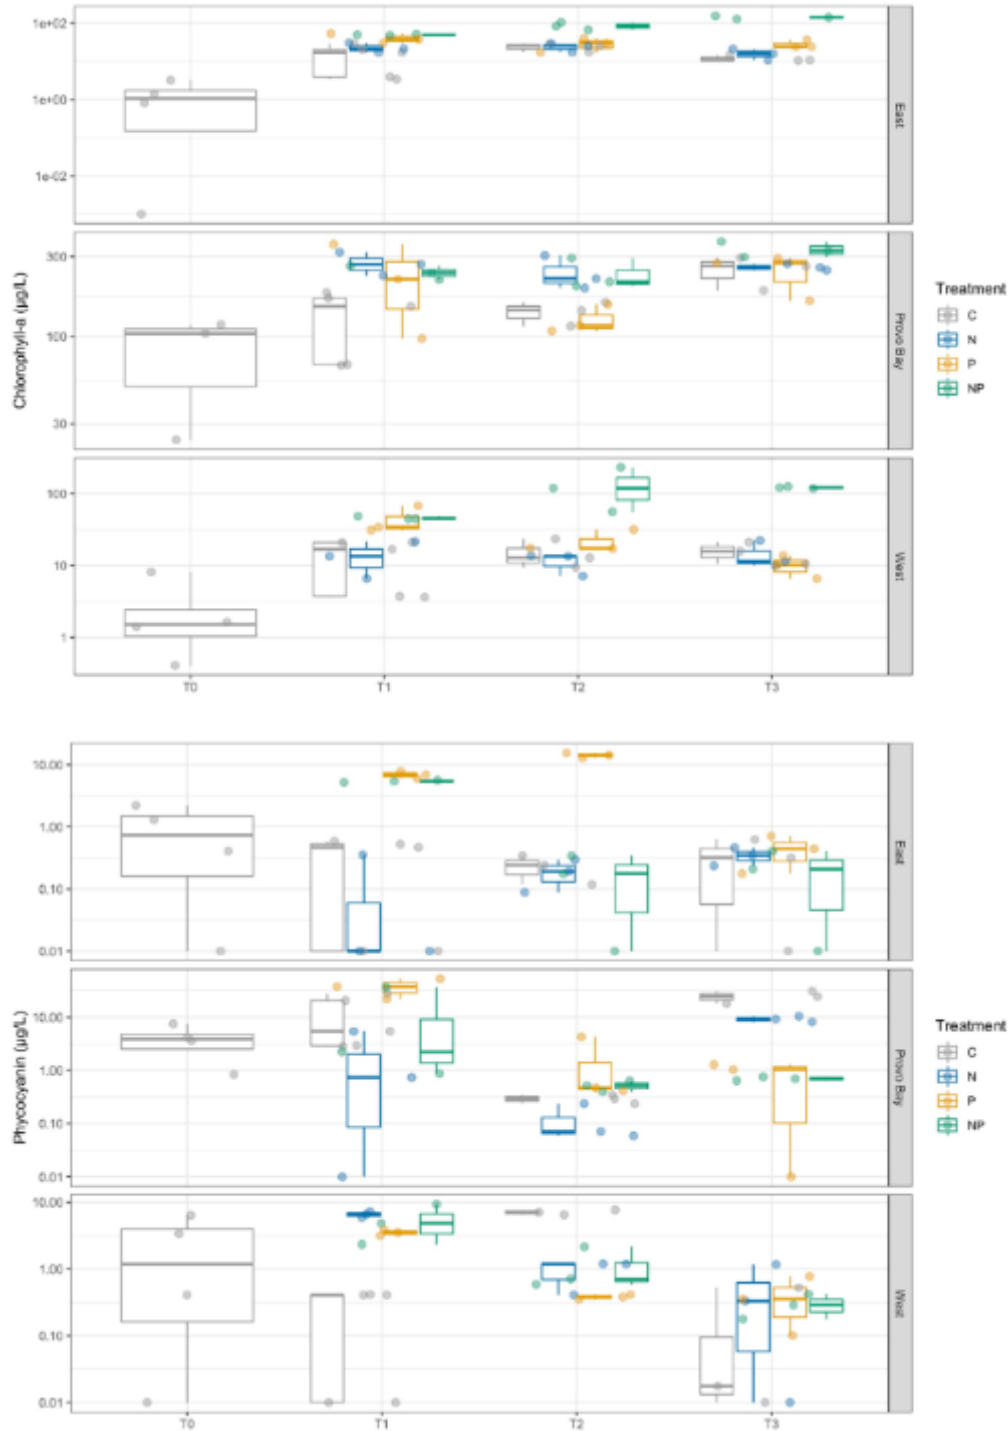 1e+02
1e+00
1e-02
East
300
100
30
Provo Bay
100
10
1
West
T0
T1
T2
T3
Chlorophyll-a (µg/L)
Treatment
C
N
P
NP
10.00
1.00
0.10
0.01
East
10.00
1.00
0.10
0.01
Provo Bay
10.00
1.00
0.10
0.01
West
T0
T1
T2
T3
Phycocyanin (µg/L)
Treatment
C
N
P
NP